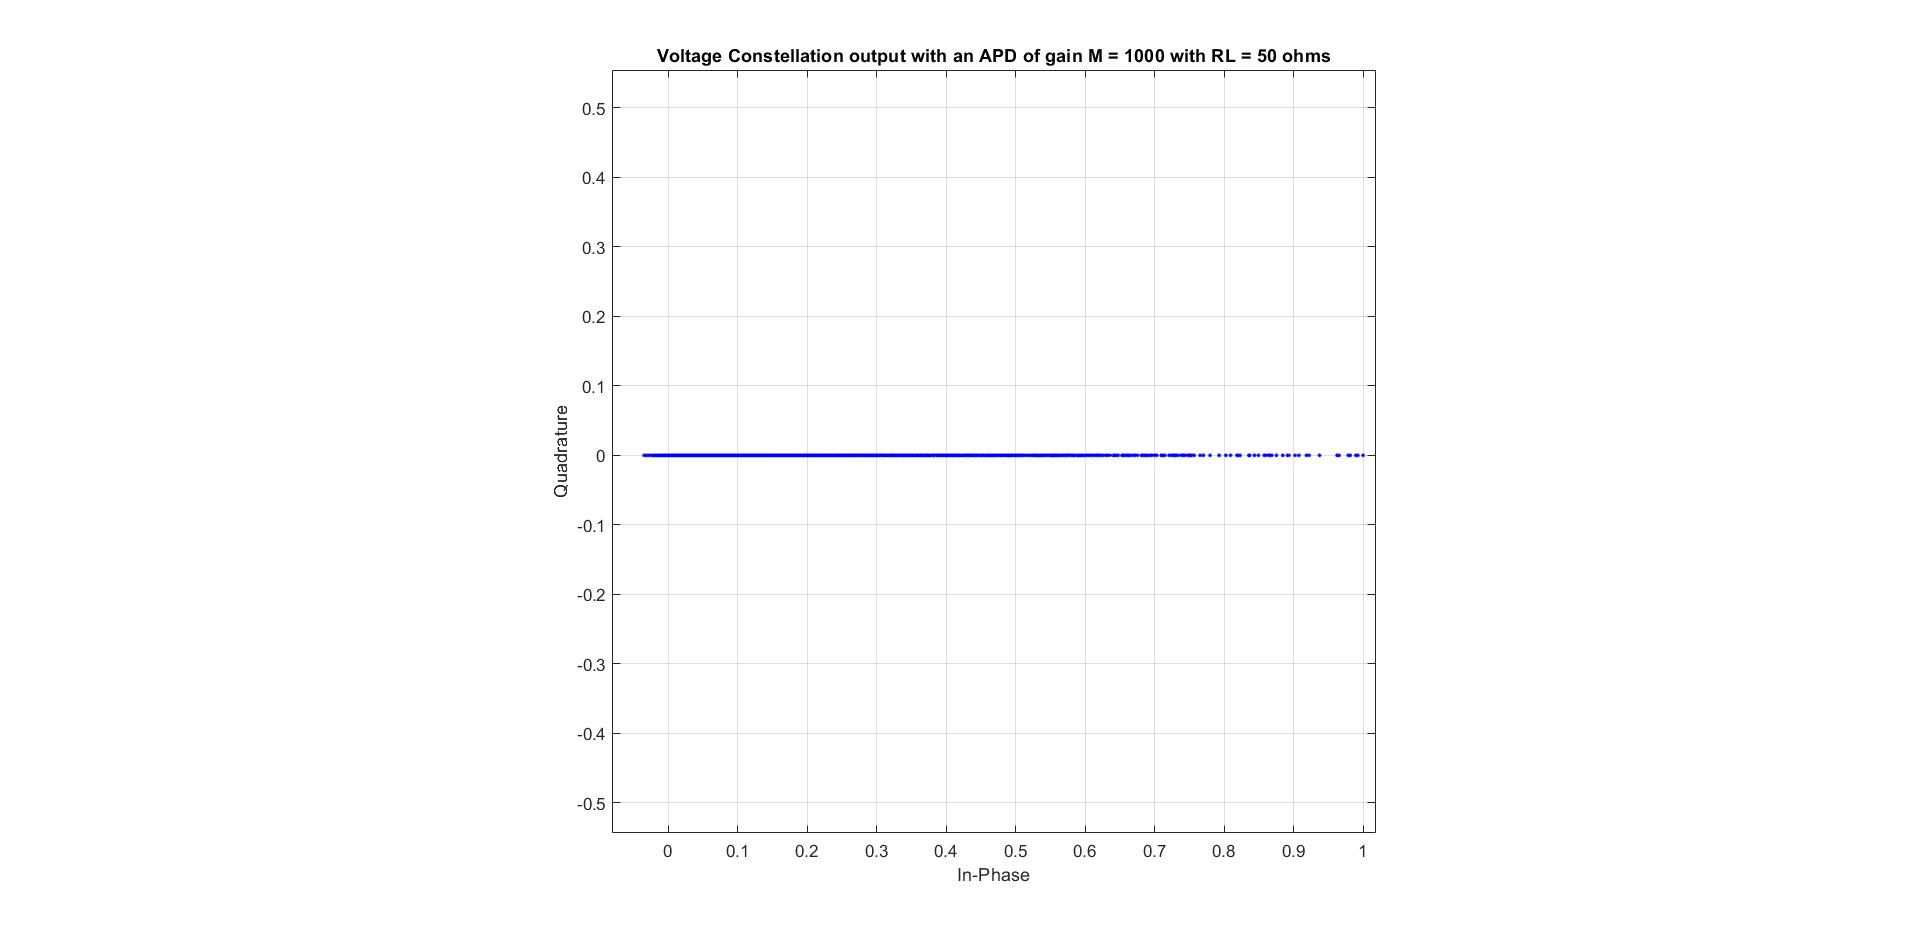 Voltage Constellation output with an APD of gain M = 1000 with RL = 50 ohms
0.5
0.4
0.3
0.2
0.1
0
-0.1
-0.2
-0.3
-0.4
-0.5
Quadrature
0 0.1 0.2 0.3 0.4 0.5 0.6 0.7 0.8 0.9 1
In-Phase